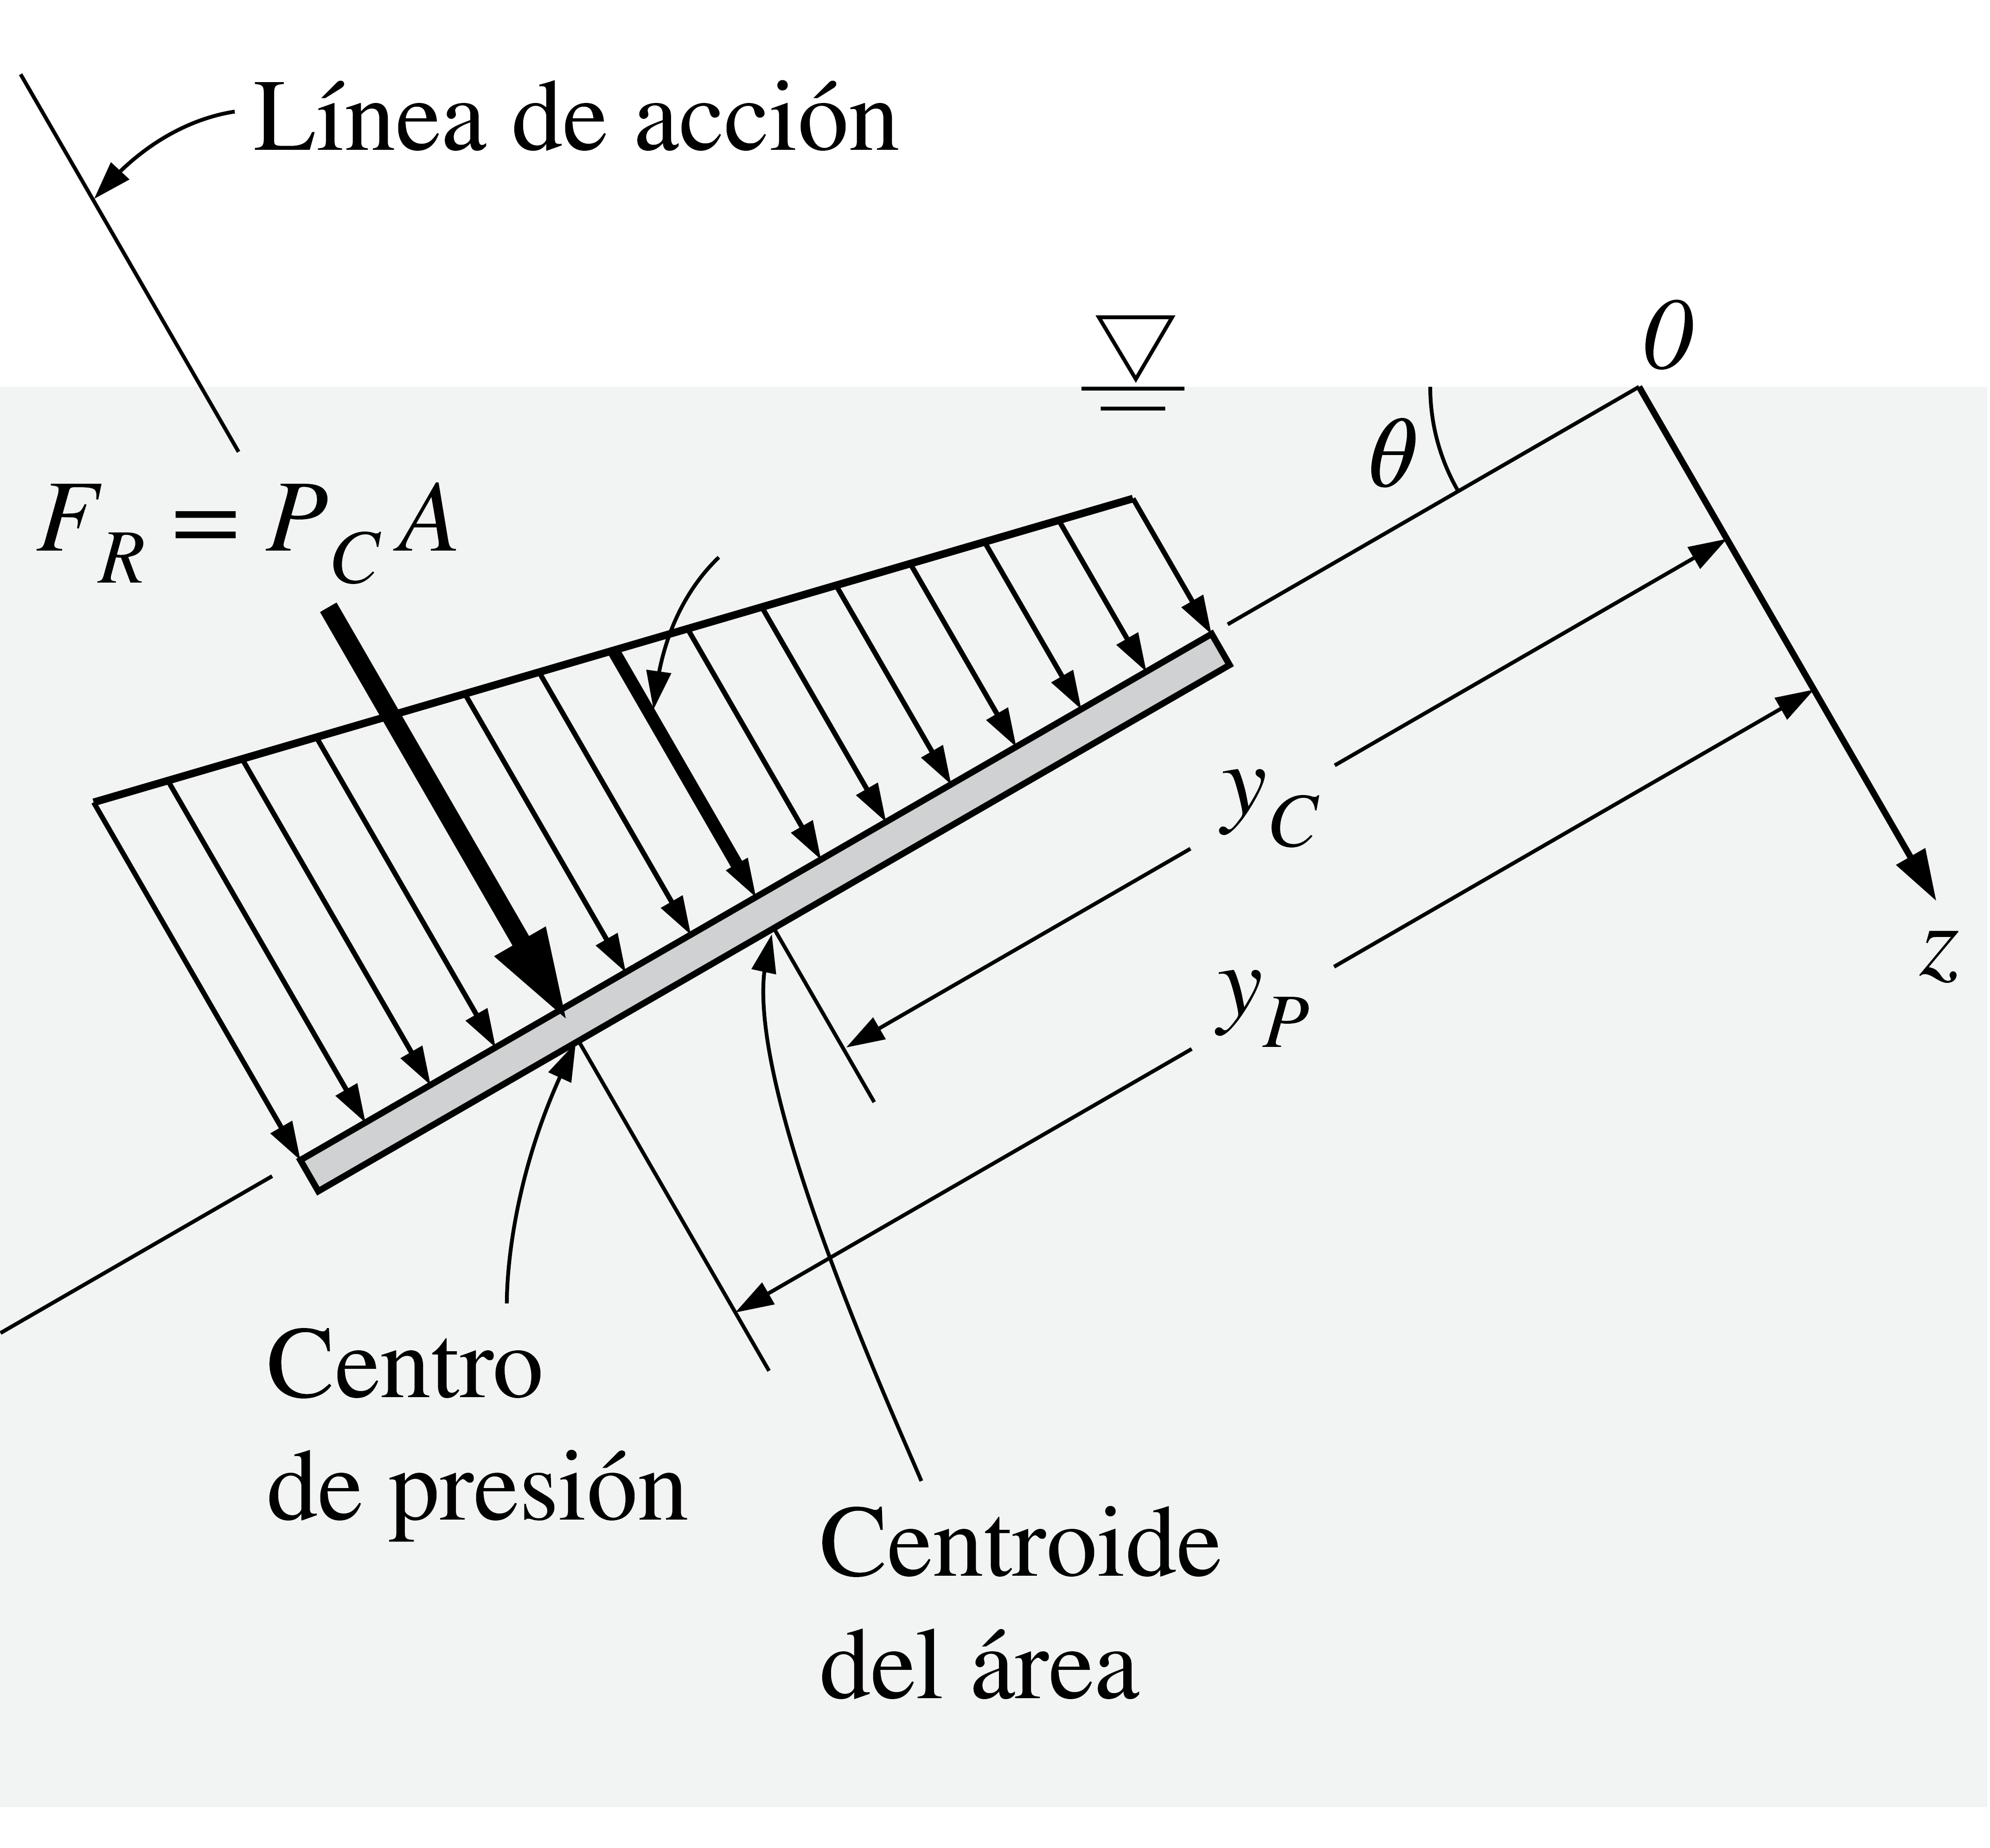 Línea de acción
0
θ
F_R = P_C A
y_C
z
y_P
Centro
de presión
Centroide
del área